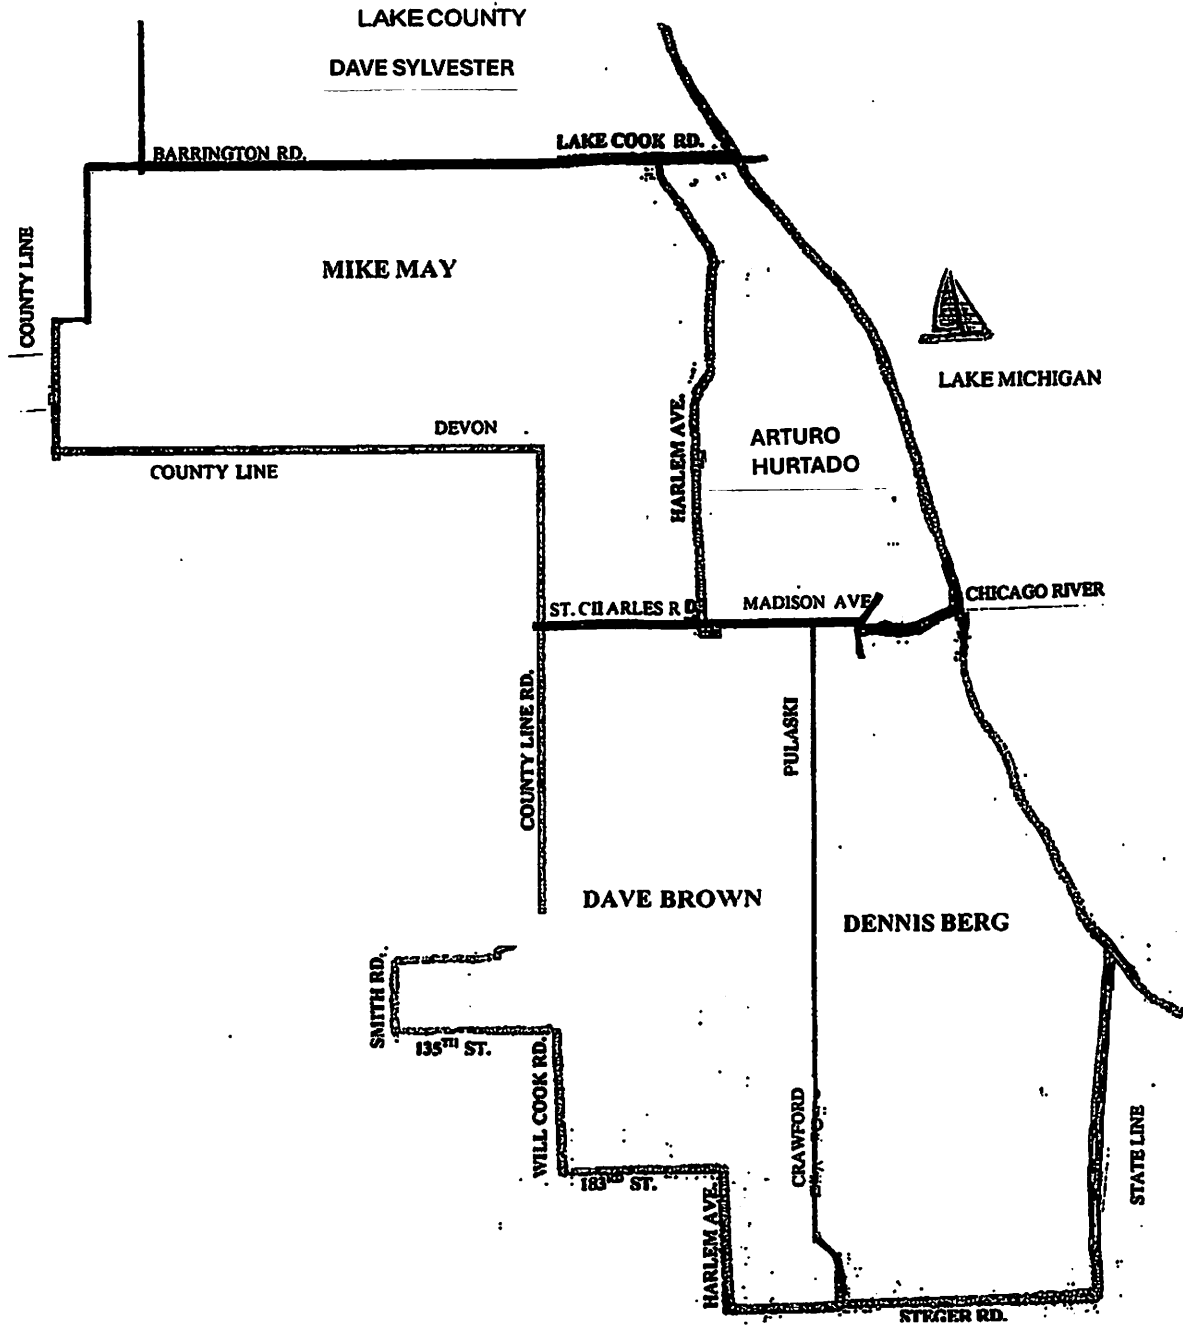 LAKE COUNTY
DAVE SYLVESTER
LAKE COOK RD.
BARRINGTON RD.
COUNTY LINE
MIKE MAY
LAKE MICHIGAN
HARLEM AVE.
DEVON
COUNTY LINE
ARTURO
HURTADO
ST. CHARLES RD.
MADISON AVE
CHICAGO RIVER
COUNTY LINE RD.
PULASKI
DAVE BROWN
DENNIS BERG
SMITH RD.
135TH ST.
WILL COOK RD.
CRAWFORD
STATE LINE
183RD ST.
HARLEM AVE.
STEGER RD.